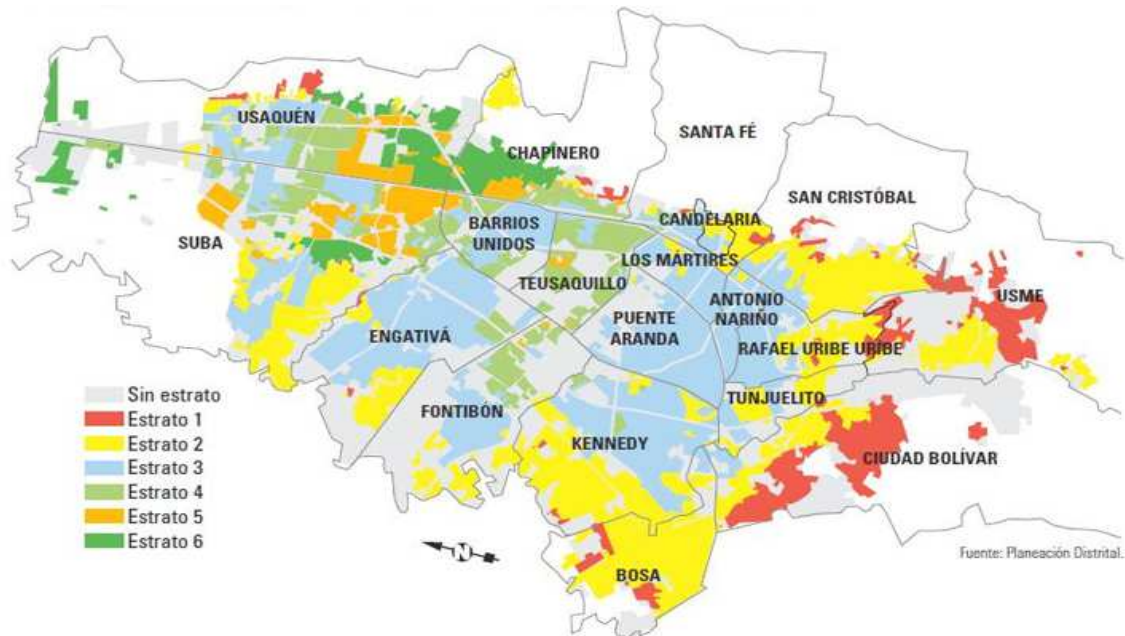 USAQUÉN
SANTA FÉ
CHAPINERO
SAN CRISTÓBAL
SUBA
BARRIOS
UNIDOS
CANDELARIA
LOS MÁRTIRES
TEUSAQUILLO
USME
ENGATIVÁ
PUENTE
ARANDA
ANTONIO
NARIÑO
RAFAEL URIBE URIBE
FONTIBÓN
TUNJUELITO
KENNEDY
CIUDAD BOLÍVAR
BOSA
Sin estrato
Estrato 1
Estrato 2
Estrato 3
Estrato 4
Estrato 5
Estrato 6
N
Fuente: Planeación Distrital.